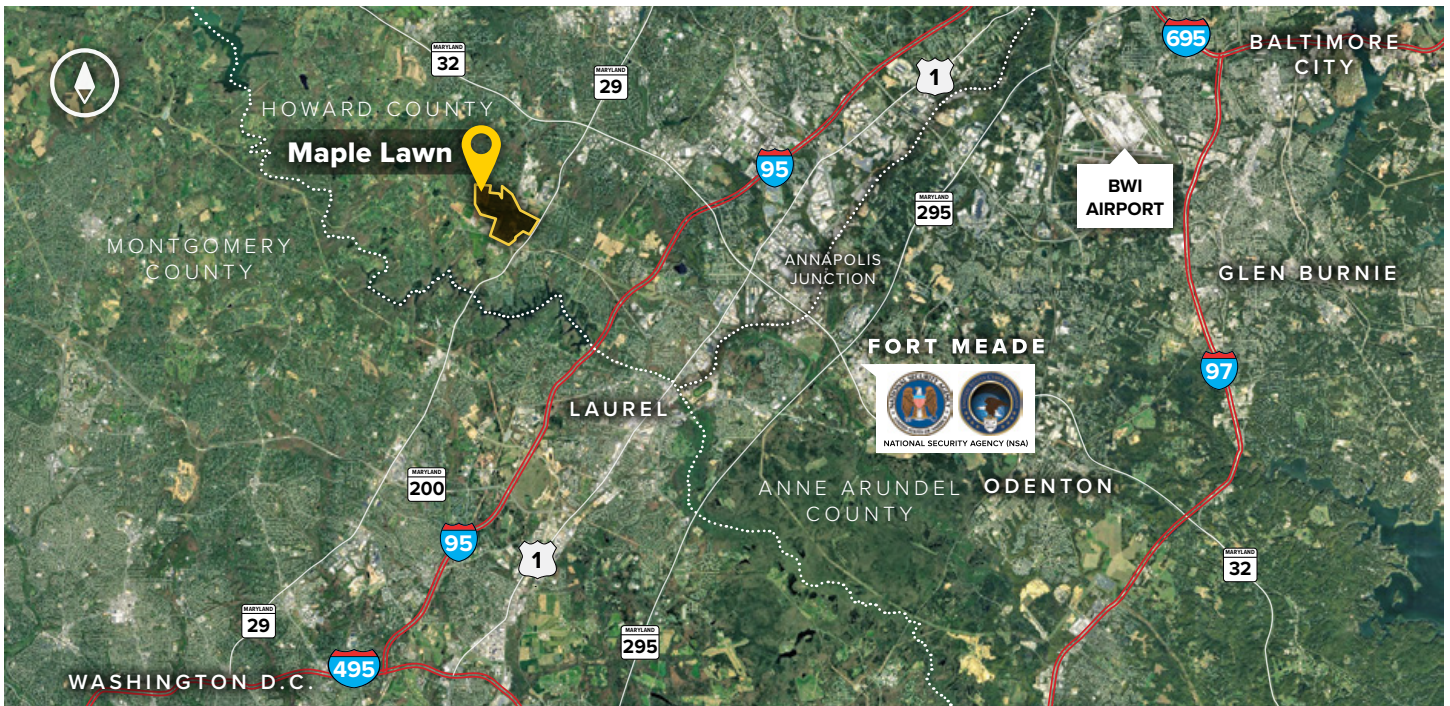 MARYLAND
32
MARYLAND
29
1
695
BALTIMORE
CITY
HOWARD COUNTY
Maple Lawn
95
MARYLAND
295
BWI
AIRPORT
MONTGOMERY
COUNTY
ANNAPOLIS
JUNCTION
GLEN BURNIE
FORT MEADE
97
NATIONAL SECURITY AGENCY (NSA)
LAUREL
MARYLAND
200
ANNE ARUNDEL
COUNTY
ODENTON
95
1
MARYLAND
32
MARYLAND
29
MARYLAND
295
495
WASHINGTON D.C.